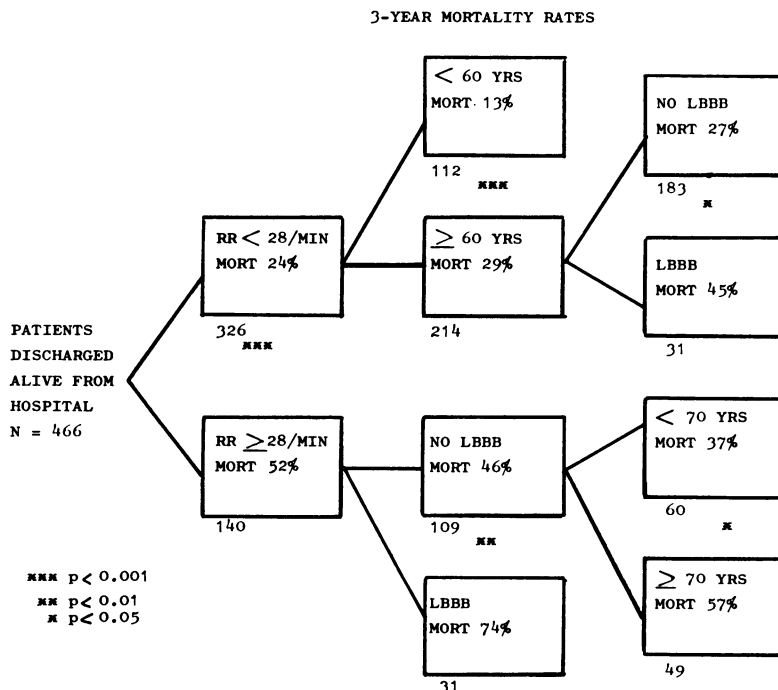 3-YEAR MORTALITY RATES
< 60 YRS
MORT 13%
112
***
NO LBBB
MORT 27%
183
*
RR < 28/MIN
MORT 24%
326
***
≥ 60 YRS
MORT 29%
214
LBBB
MORT 45%
31
PATIENTS
DISCHARGED
ALIVE FROM
HOSPITAL
N = 466
RR ≥28/MIN
MORT 52%
140
NO LBBB
MORT 46%
109
**
< 70 YRS
MORT 37%
60
*
LBBB
MORT 74%
31
≥ 70 YRS
MORT 57%
49
*** p< 0.001
** p< 0.01
* p< 0.05